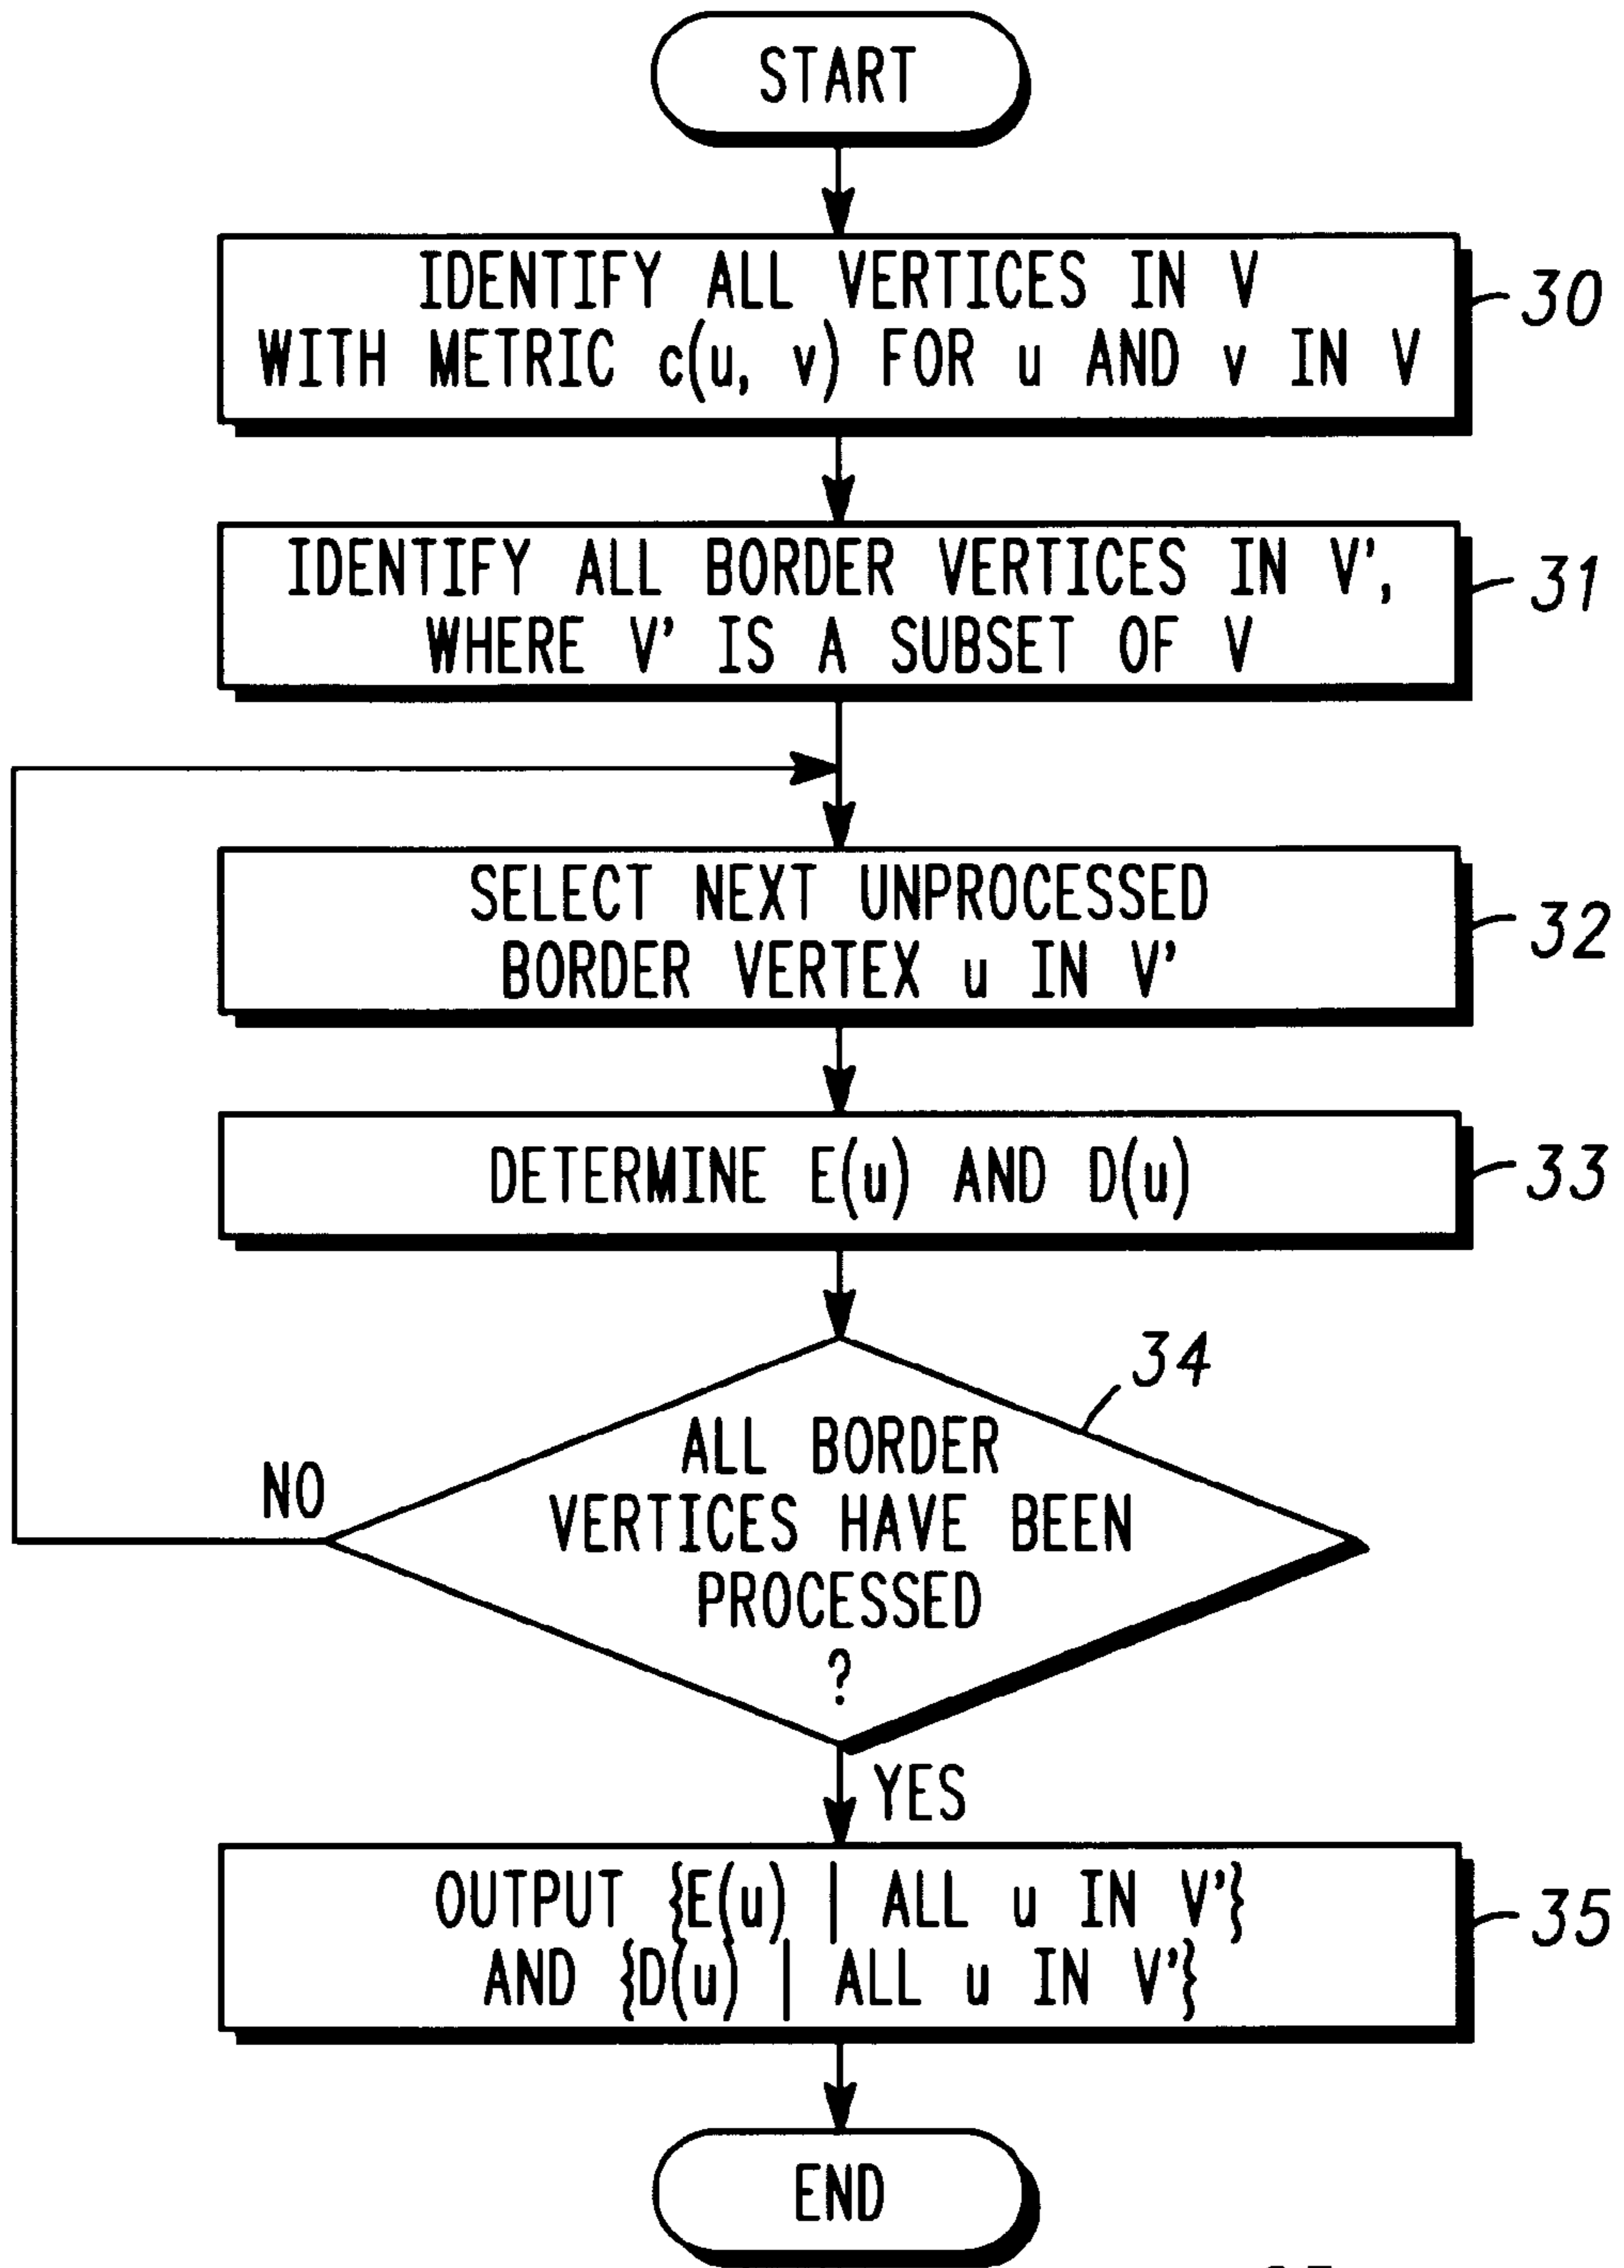 START
IDENTIFY ALL VERTICES IN V
WITH METRIC c(u, v) FOR u AND v IN V
30
IDENTIFY ALL BORDER VERTICES IN V',
WHERE V' IS A SUBSET OF V
31
SELECT NEXT UNPROCESSED
BORDER VERTEX u IN V'
32
DETERMINE E(u) AND D(u)
33
34
ALL BORDER
VERTICES HAVE BEEN
PROCESSED
?
NO
YES
OUTPUT {E(u) | ALL u IN V'}
AND {D(u) | ALL u IN V'}
35
END